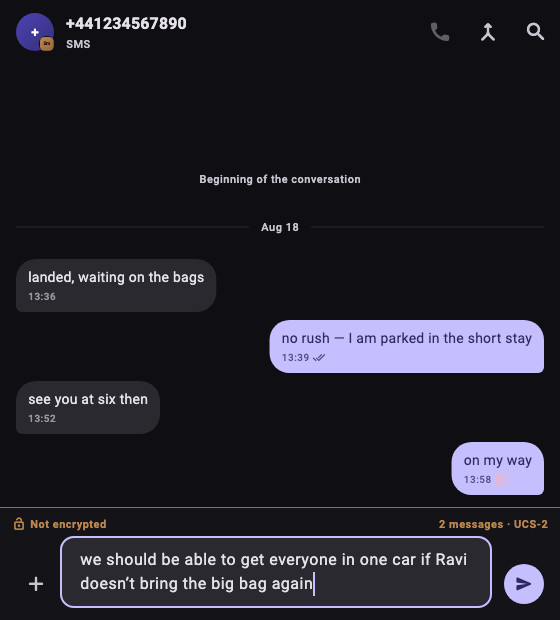 +441234567890
SMS
Beginning of the conversation
Aug 18
landed, waiting on the bags
13:36
no rush — I am parked in the short stay
13:39
see you at six then
13:52
on my way
13:58
Not encrypted
2 messages · UCS-2
we should be able to get everyone in one car if Ravi
doesn’t bring the big bag again